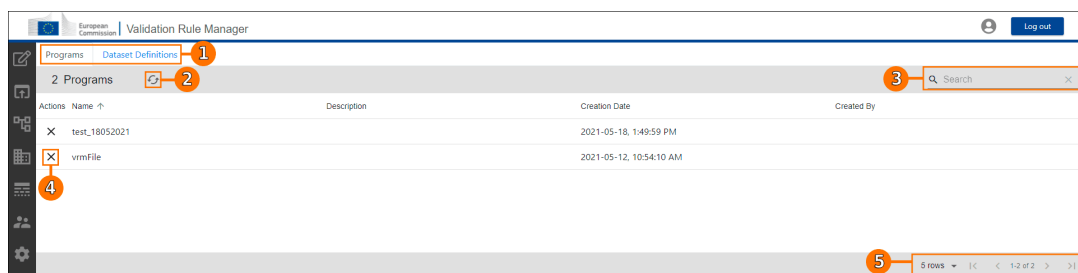 European Commission Validation Rule Manager Log out
Programs Dataset Definitions 1
2 Programs 2 3 Search
Actions Name Description Creation Date Created By
test_18052021 2021-05-18, 1:49:59 PM
vrmFile 2021-05-12, 10:54:10 AM
4
5 5 rows 1-2 of 2